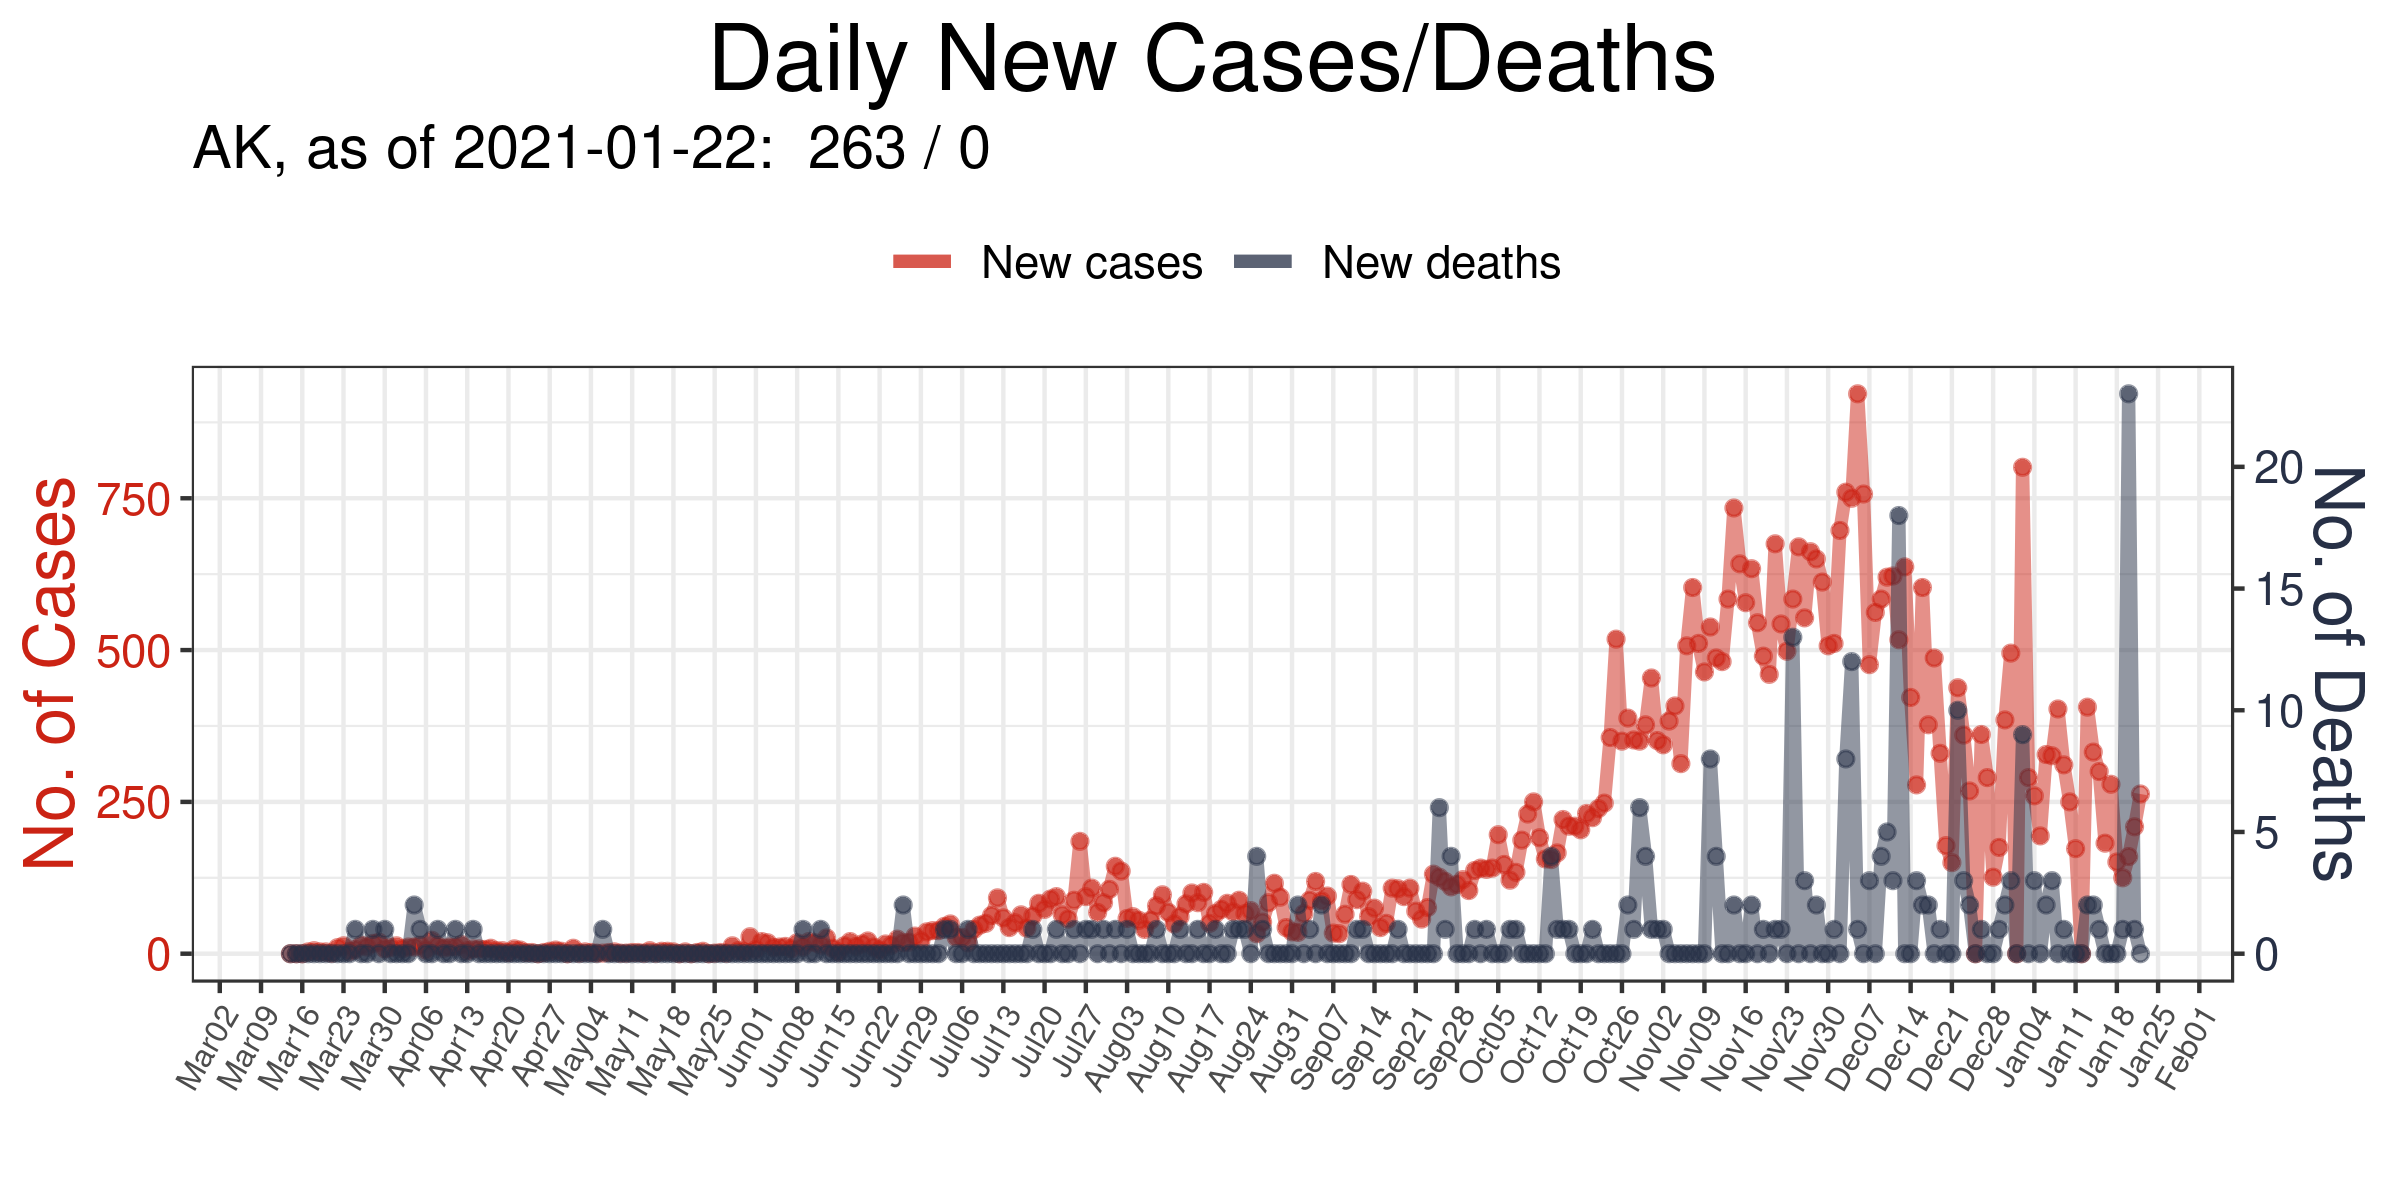 Daily New Cases/Deaths
AK, as of 2021-01-22:  263 / 0
New cases New deaths
No. of Cases
750
500
250
0
20
15
10
5
0
No. of Deaths
Mar02 Mar09 Mar16 Mar23 Mar30 Apr06 Apr13 Apr20 Apr27 May04 May11 May18 May25 Jun01 Jun08 Jun15 Jun22 Jun29 Jul06 Jul13 Jul20 Jul27 Aug03 Aug10 Aug17 Aug24 Aug31 Sep07 Sep14 Sep21 Sep28 Oct05 Oct12 Oct19 Oct26 Nov02 Nov09 Nov16 Nov23 Nov30 Dec07 Dec14 Dec21 Dec28 Jan04 Jan11 Jan18 Jan25 Feb01